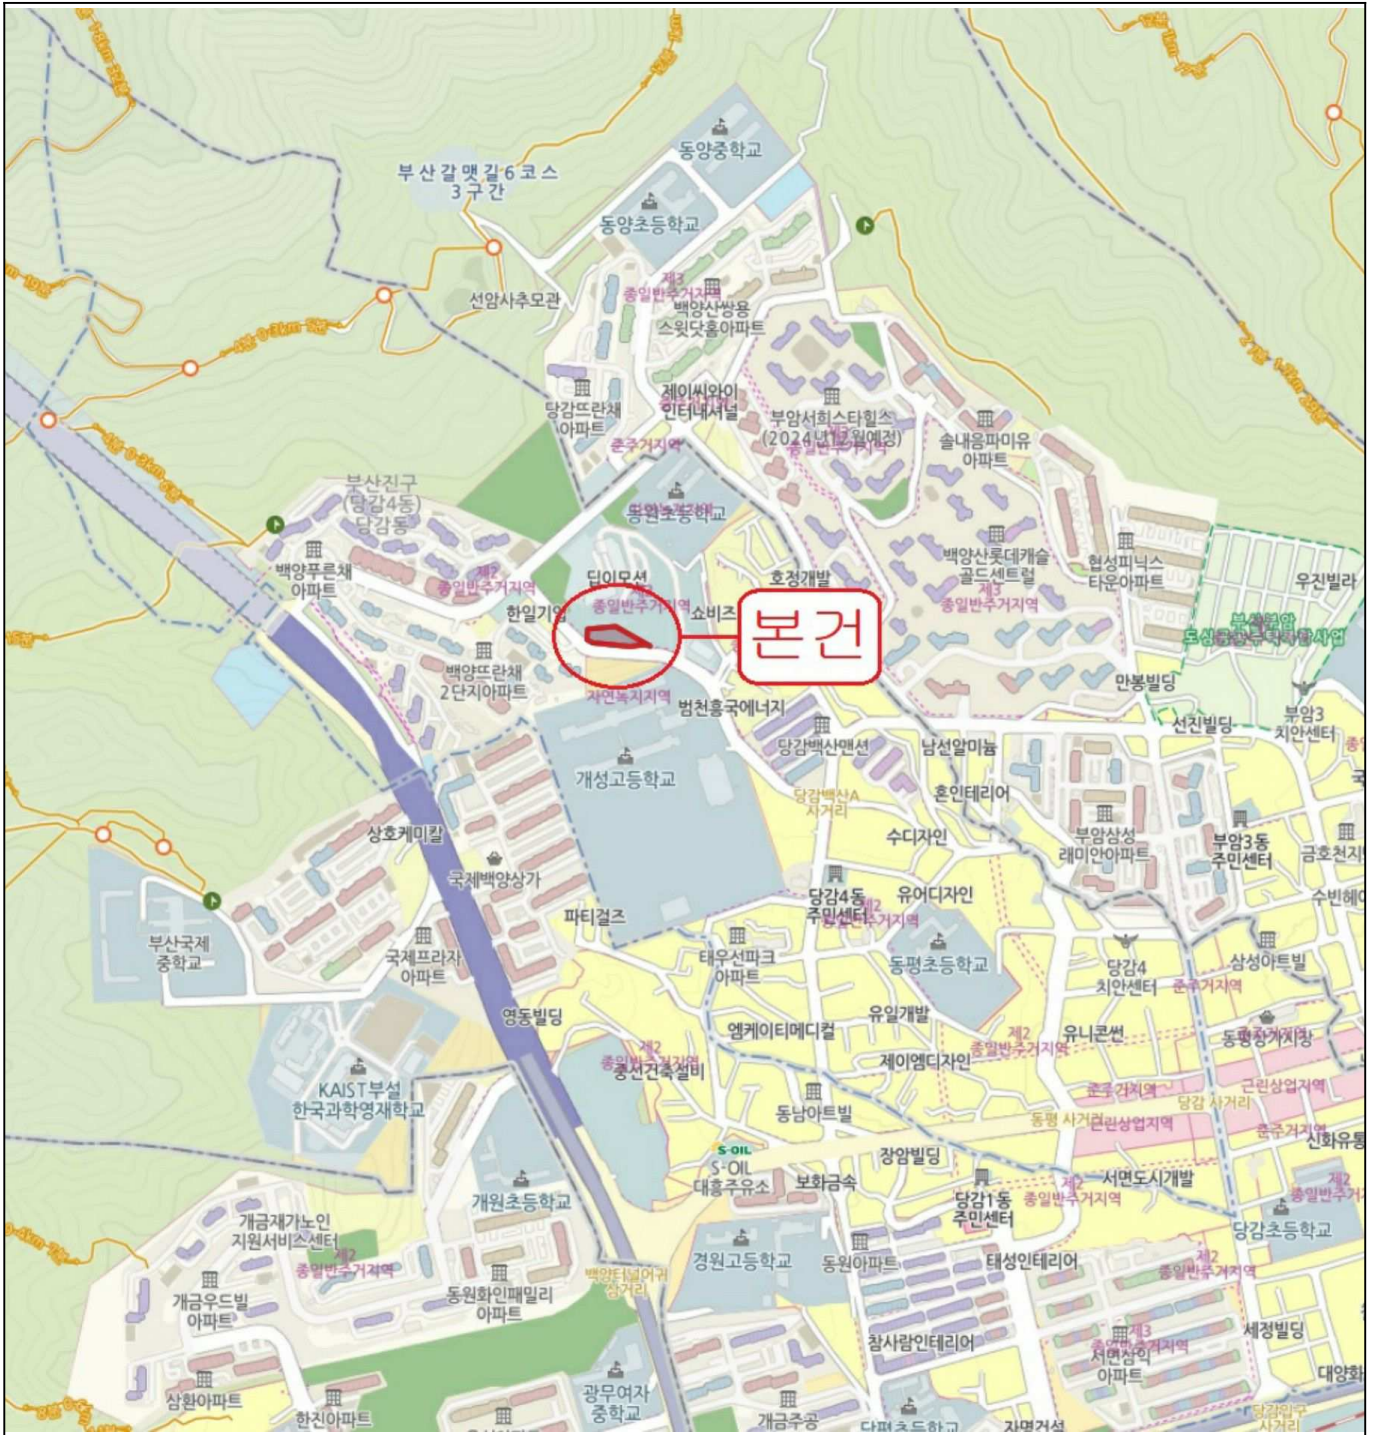 동양중학교
부산갈맷길6코스
3구간
동양초등학교
선암사추모관
제3
종일반주거지역
백양산쌍용
스윗닷홈아파트
당감뜨란채
아파트
제이씨와이
인터내셔널
준주거지역
부암서희스타힐스
(2024년12월예정)
종일반주거지역
솔내음파미유
아파트
부산진구
(당감4동)
당감동
동원초등학교
백양푸른채
아파트
제2
종일반주거지역
딥이모션
종일반주거지역
한일기업
호정개발
쇼비즈
본건
백양산롯데캐슬
골드센트럴
제3
종일반주거지역
협성피닉스
타운아파트
우진빌라
백양뜨란채
2단지아파트
자연녹지지역
범천흥국에너지
만봉빌딩
선진빌딩
부암3
치안센터
당감백산맨션
남선알미늄
개성고등학교
당감백산A
사거리
혼인테리어
상호케미칼
국제백양상가
수디자인
부암삼성
래미안아파트
부암3동
주민센터
당감4동
주민센터
제2
유어디자인
파티걸즈
부산국제
중학교
국제프라자
아파트
태우선파크
아파트
동평초등학교
당감4
치안센터
삼성아트빌
준주거지역
영동빌딩
엠케이티메디컬
유일개발
제2
종일반주거지역
유니콘썬
동평상가시장
제2
종일반주거지역
제이엠디자인
KAIST부설
한국과학영재학교
동남아트빌
준주거지역
근린상업지역
당감 사거리
동평 사거리
근린상업지역
준주거지역
신화유통
S-OIL
S-OIL
대흥주유소
장암빌딩
보화금속
서면도시개발
제2
종일반주거지역
당감1동
주민센터
제2
당감초등학교
개원초등학교
개금재가노인
지원서비스센터
제2
종일반주거지역
경원고등학교
동원아파트
태성인테리어
제2
종일반주거지역
백양터널어귀
삼거리
개금우드빌
아파트
동원화인패밀리
아파트
참사람인테리어
제3
종일반주거지역
서면삼익
아파트
세정빌딩
삼환아파트
한진아파트
광무여자
중학교
개금주공
당평초등학교
자명건설
당감입구
사거리